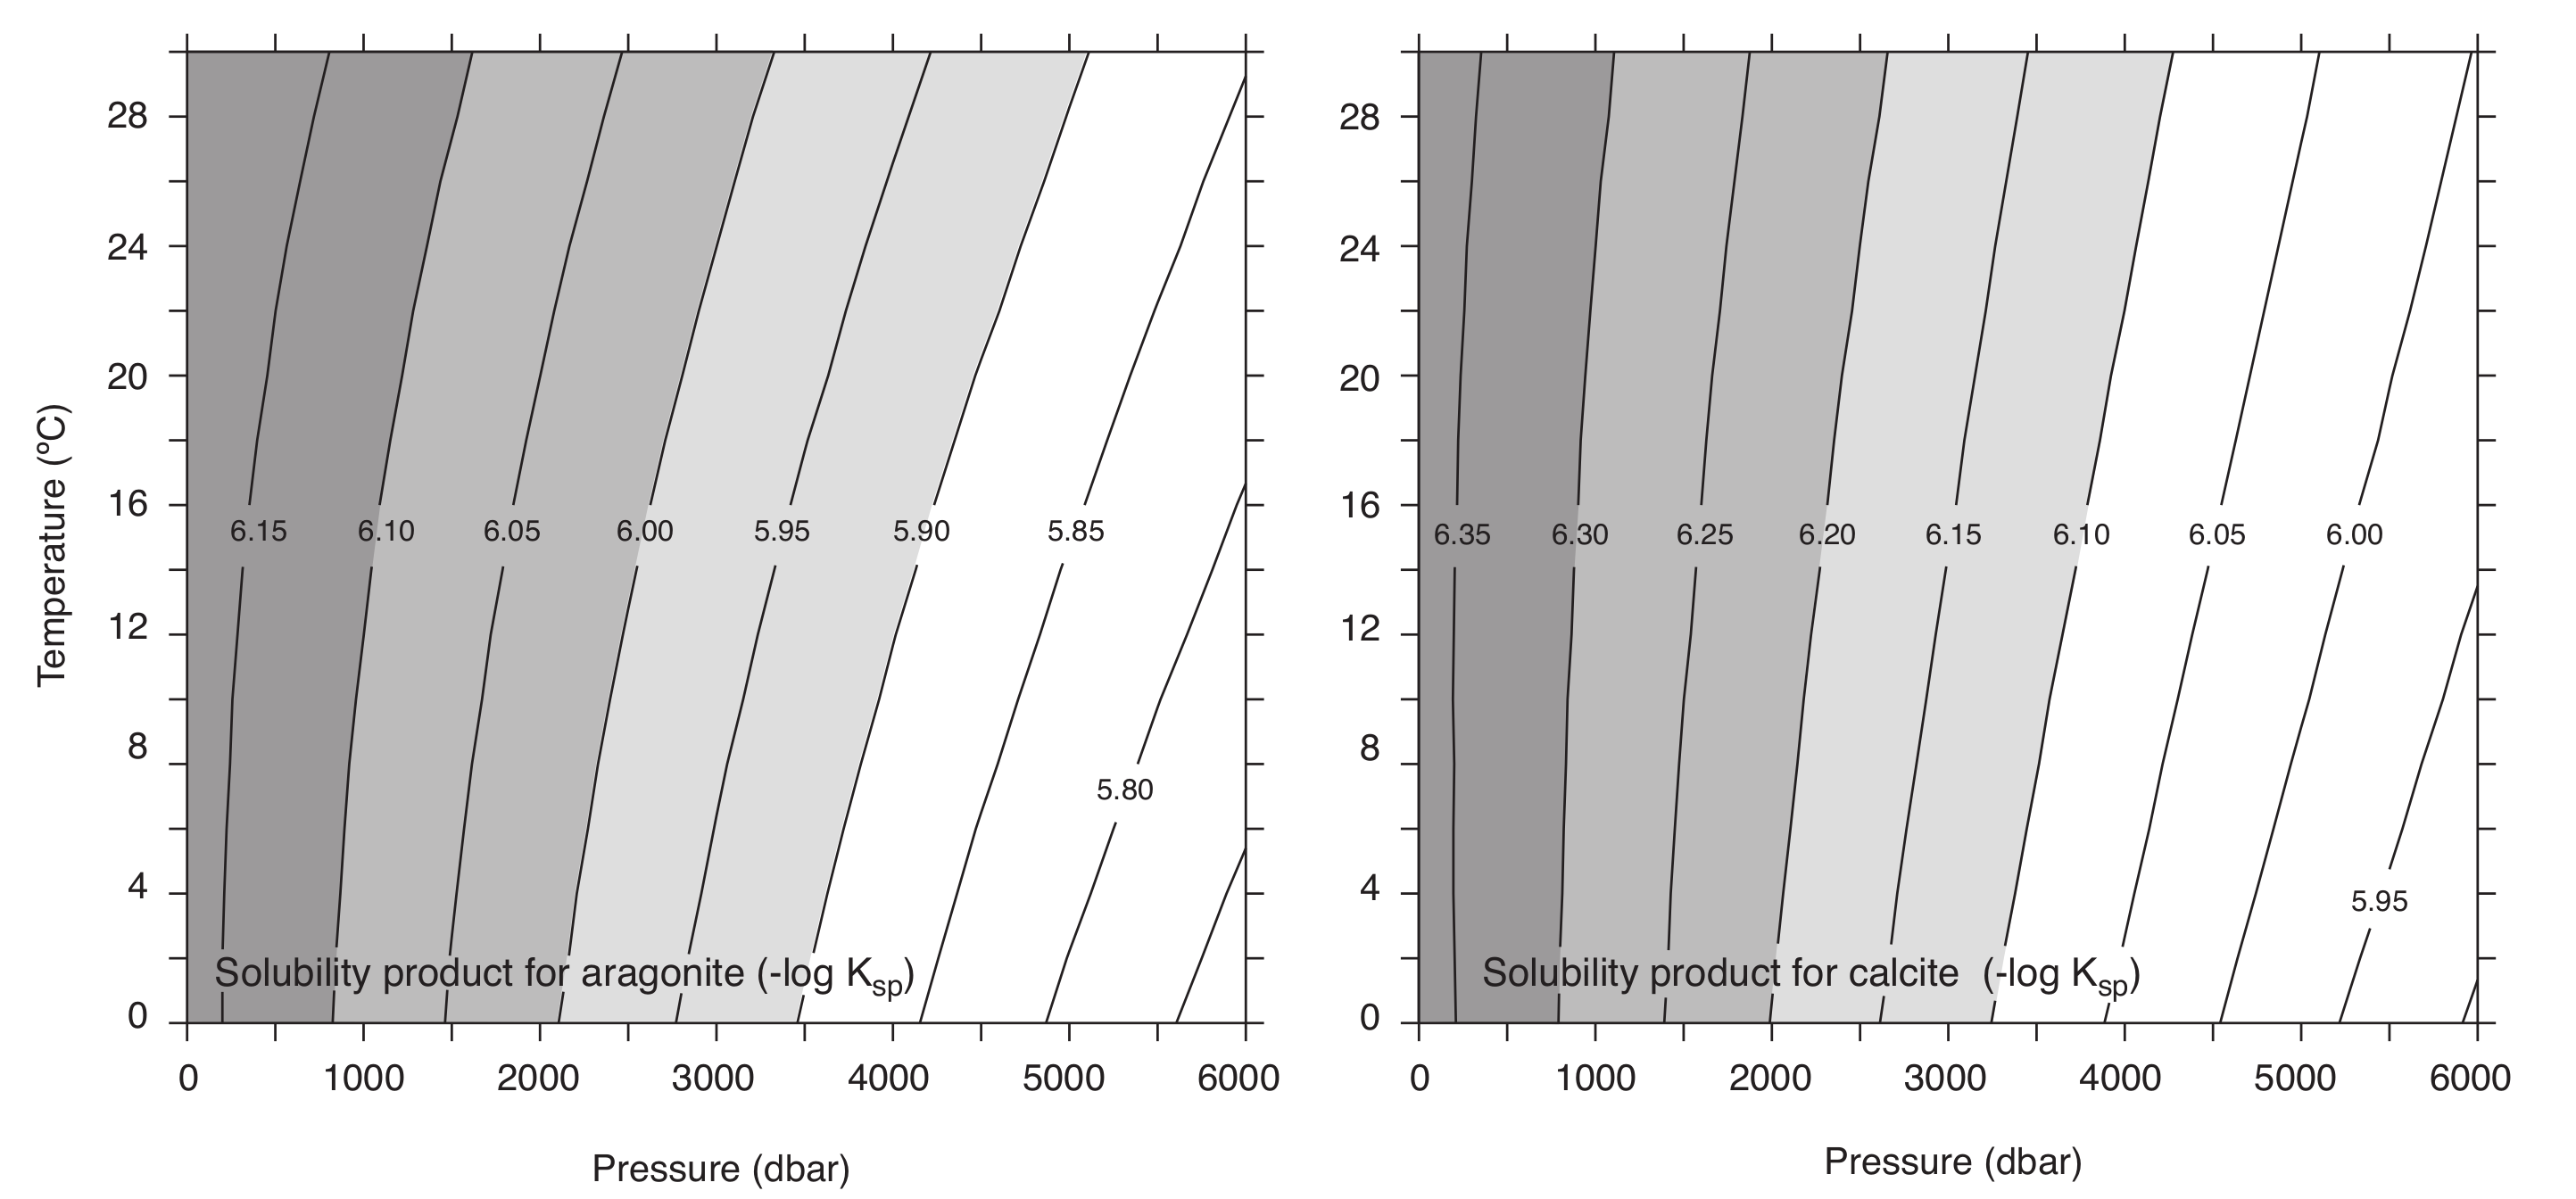 28
24
20
16
12
8
4
0
Temperature (ºC)
6.15 6.10 6.05 6.00 5.95 5.90 5.85
5.80
Solubility product for aragonite (-log Ksp)
0 1000 2000 3000 4000 5000 6000
Pressure (dbar)
28
24
20
16
12
8
4
0
6.35 6.30 6.25 6.20 6.15 6.10 6.05 6.00
5.95
Solubility product for calcite (-log Ksp)
0 1000 2000 3000 4000 5000 6000
Pressure (dbar)